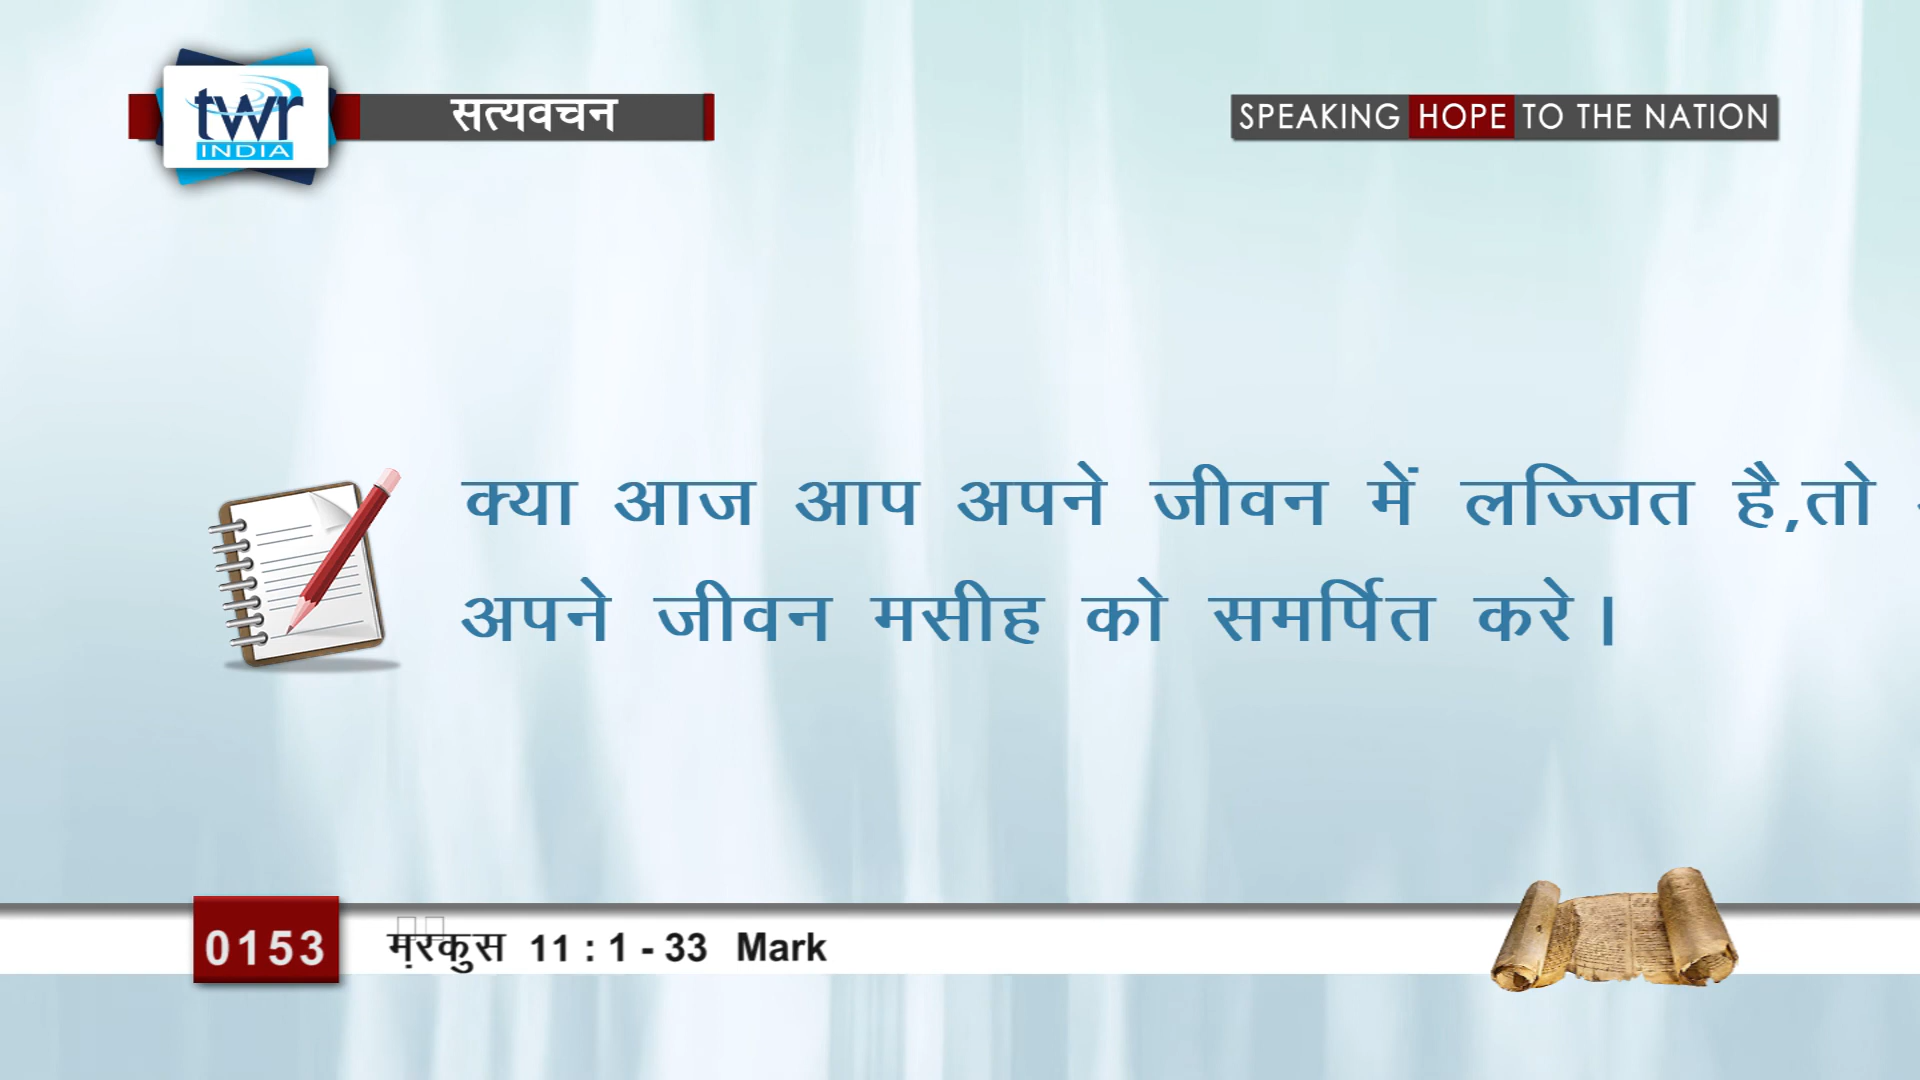 twr
INDIA
सत्यवचन
SPEAKING HOPE TO THE NATION
क्या आज आप अपने जीवन में लज्जित है,तो
अपने जीवन मसीह को समर्पित करे।
0153
म़रकुस 11 : 1 - 33 Mark